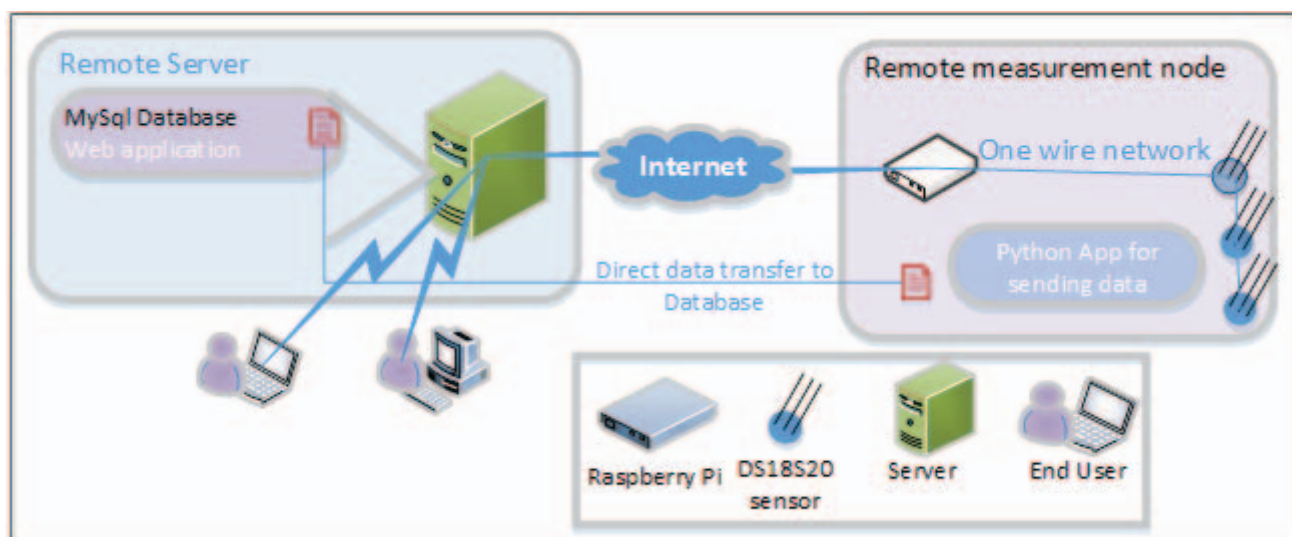 Remote Server
MySql Database
Web application
Internet
Remote measurement node
One wire network
Python App for
sending data
Direct data transfer to
Database
Raspberry Pi
DS18S20
sensor
Server
End User